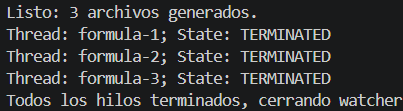 Listo: 3 archivos generados.
Thread: formula-1; State: TERMINATED
Thread: formula-2; State: TERMINATED
Thread: formula-3; State: TERMINATED
Todos los hilos terminados, cerrando watcher